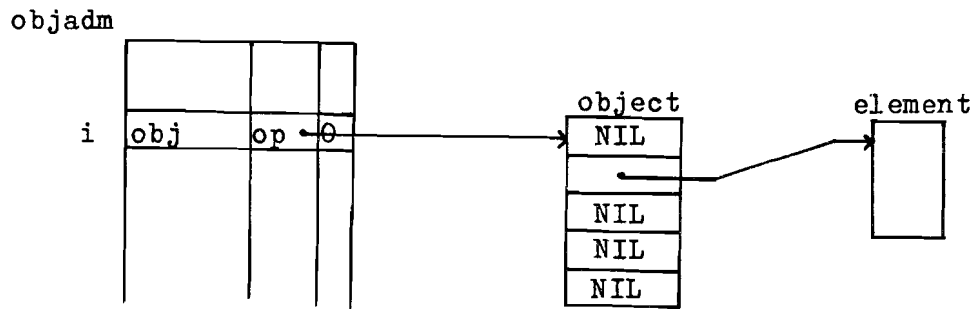 objadm
object
element
i
obj
op
0
NIL
NIL
NIL
NIL